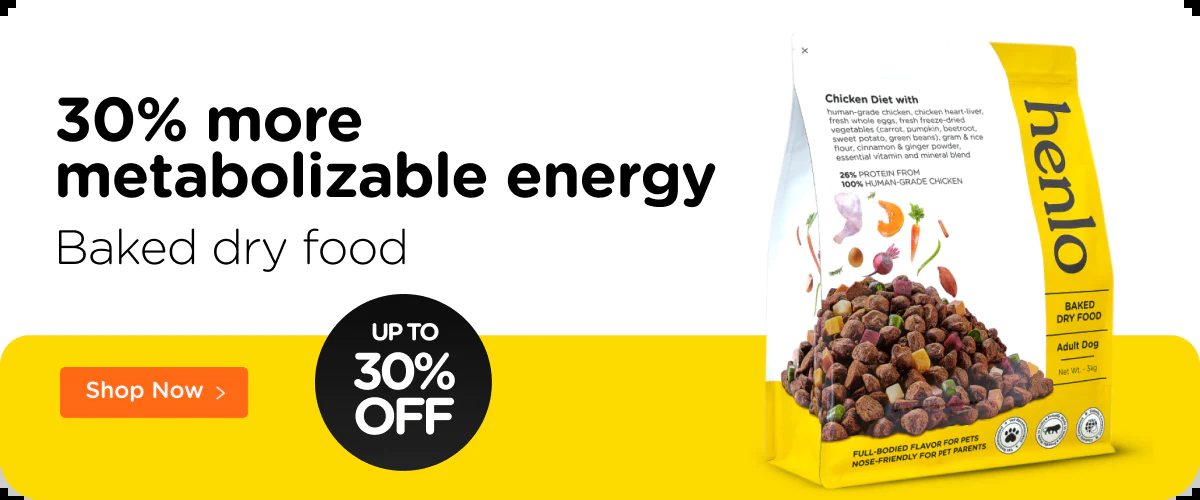 30% more
metabolizable energy
Baked dry food
Shop Now >
UP TO
30%
OFF
Chicken Diet with
human-grade chicken, chicken heart-liver,
fresh whole eggs, fresh freeze-dried
vegetables (carrot, pumpkin, beetroot,
sweet potato, green beans), gram & rice
flour, cinnamon & ginger powder,
essential vitamin and mineral blend
26% PROTEIN FROM
100% HUMAN-GRADE CHICKEN
henlo
BAKED
DRY FOOD
Adult Dog
Net Wt. - 3kg
FULL-BODIED FLAVOR FOR PETS
NOSE-FRIENDLY FOR PET PARENTS